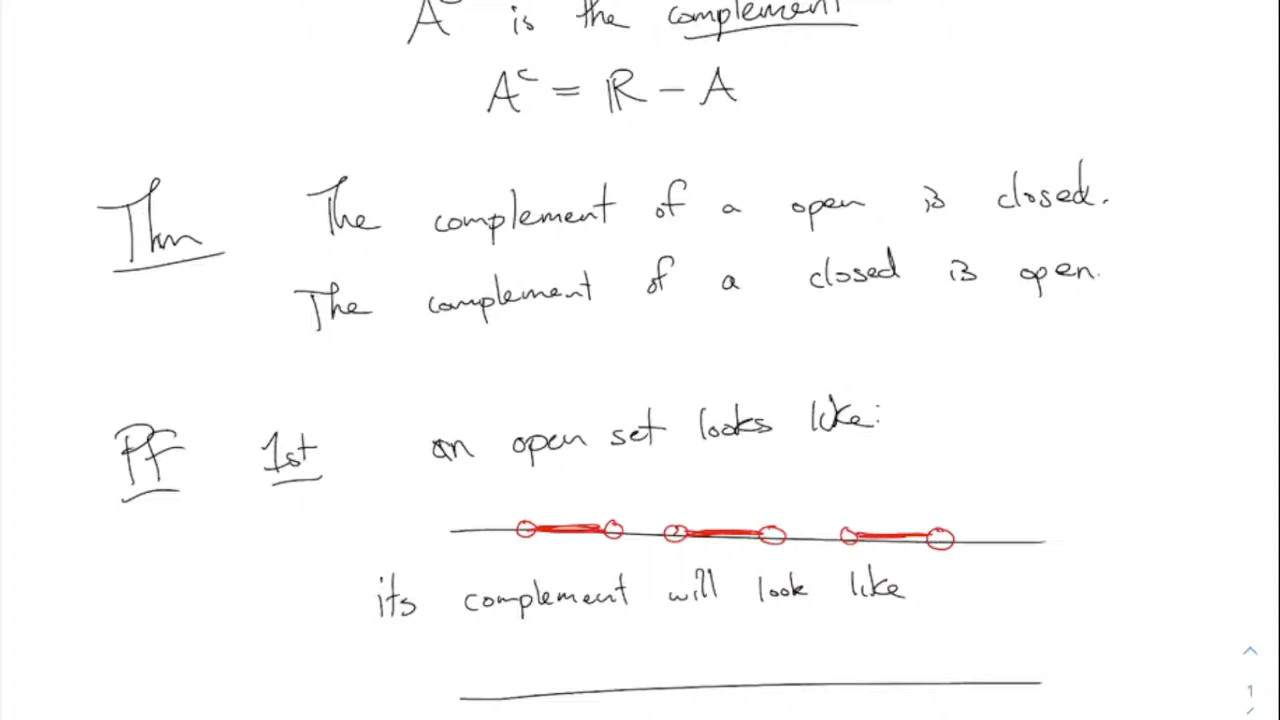 A^c is the complement
A^c = ℝ - A
Thm The complement of a open is closed.
The complement of a closed is open.
PF 1st an open set looks like:
its complement will look like
1